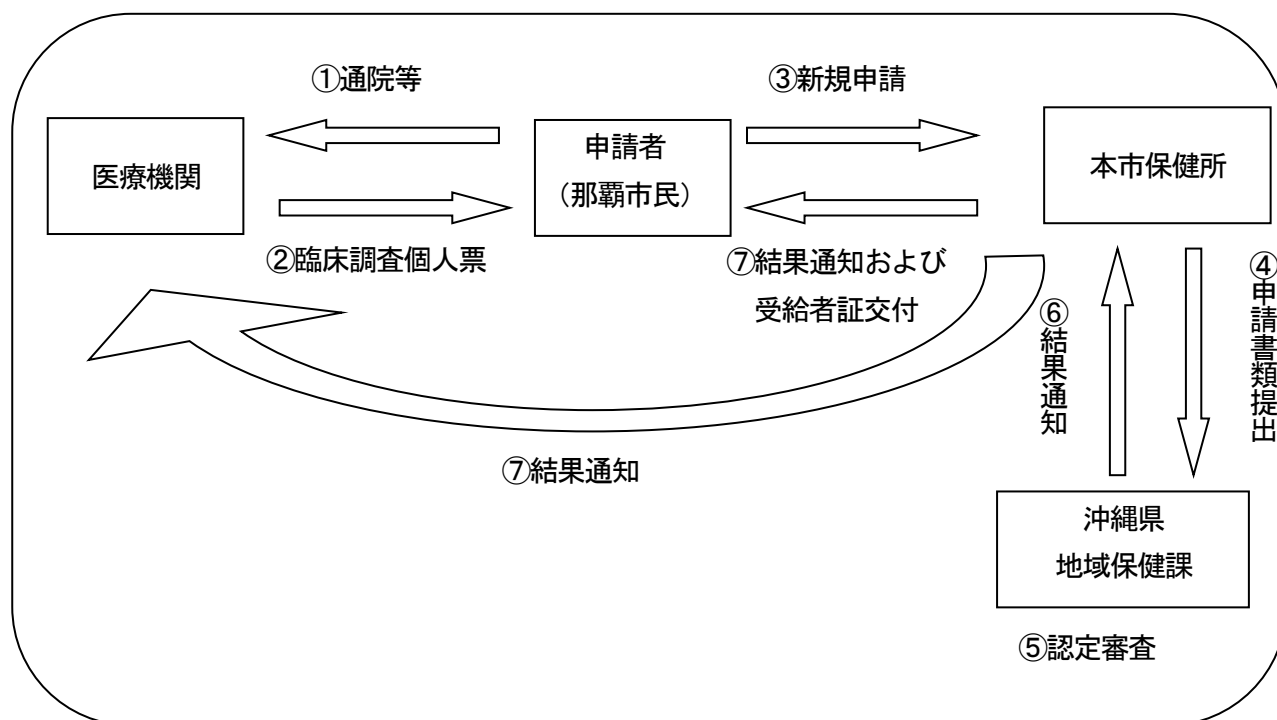 ①通院等
③新規申請
医療機関
申請者
（那覇市民）
本市保健所
②臨床調査個人票
⑦結果通知および
受給者証交付
⑥結果通知
④申請書類提出
⑦結果通知
沖縄県
地域保健課
⑤認定審査